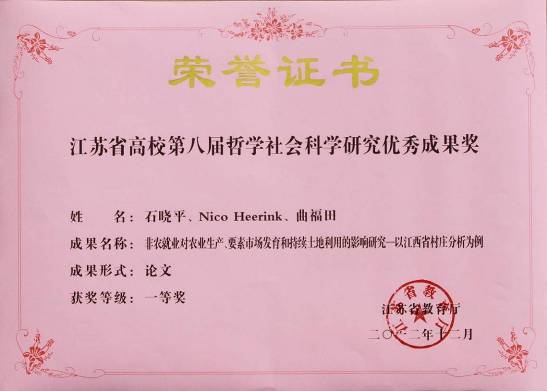 荣誉证书
江苏省高校第八届哲学社会科学研究优秀成果奖
姓 名：石晓平、Nico Heerink、曲福田
成果名称：非农就业对农业生产、要素市场发育和持续土地利用的影响研究—以江西省村庄分析为例
成果形式：论文
获奖等级：一等奖
江苏省教育厅
二〇一二年十二月